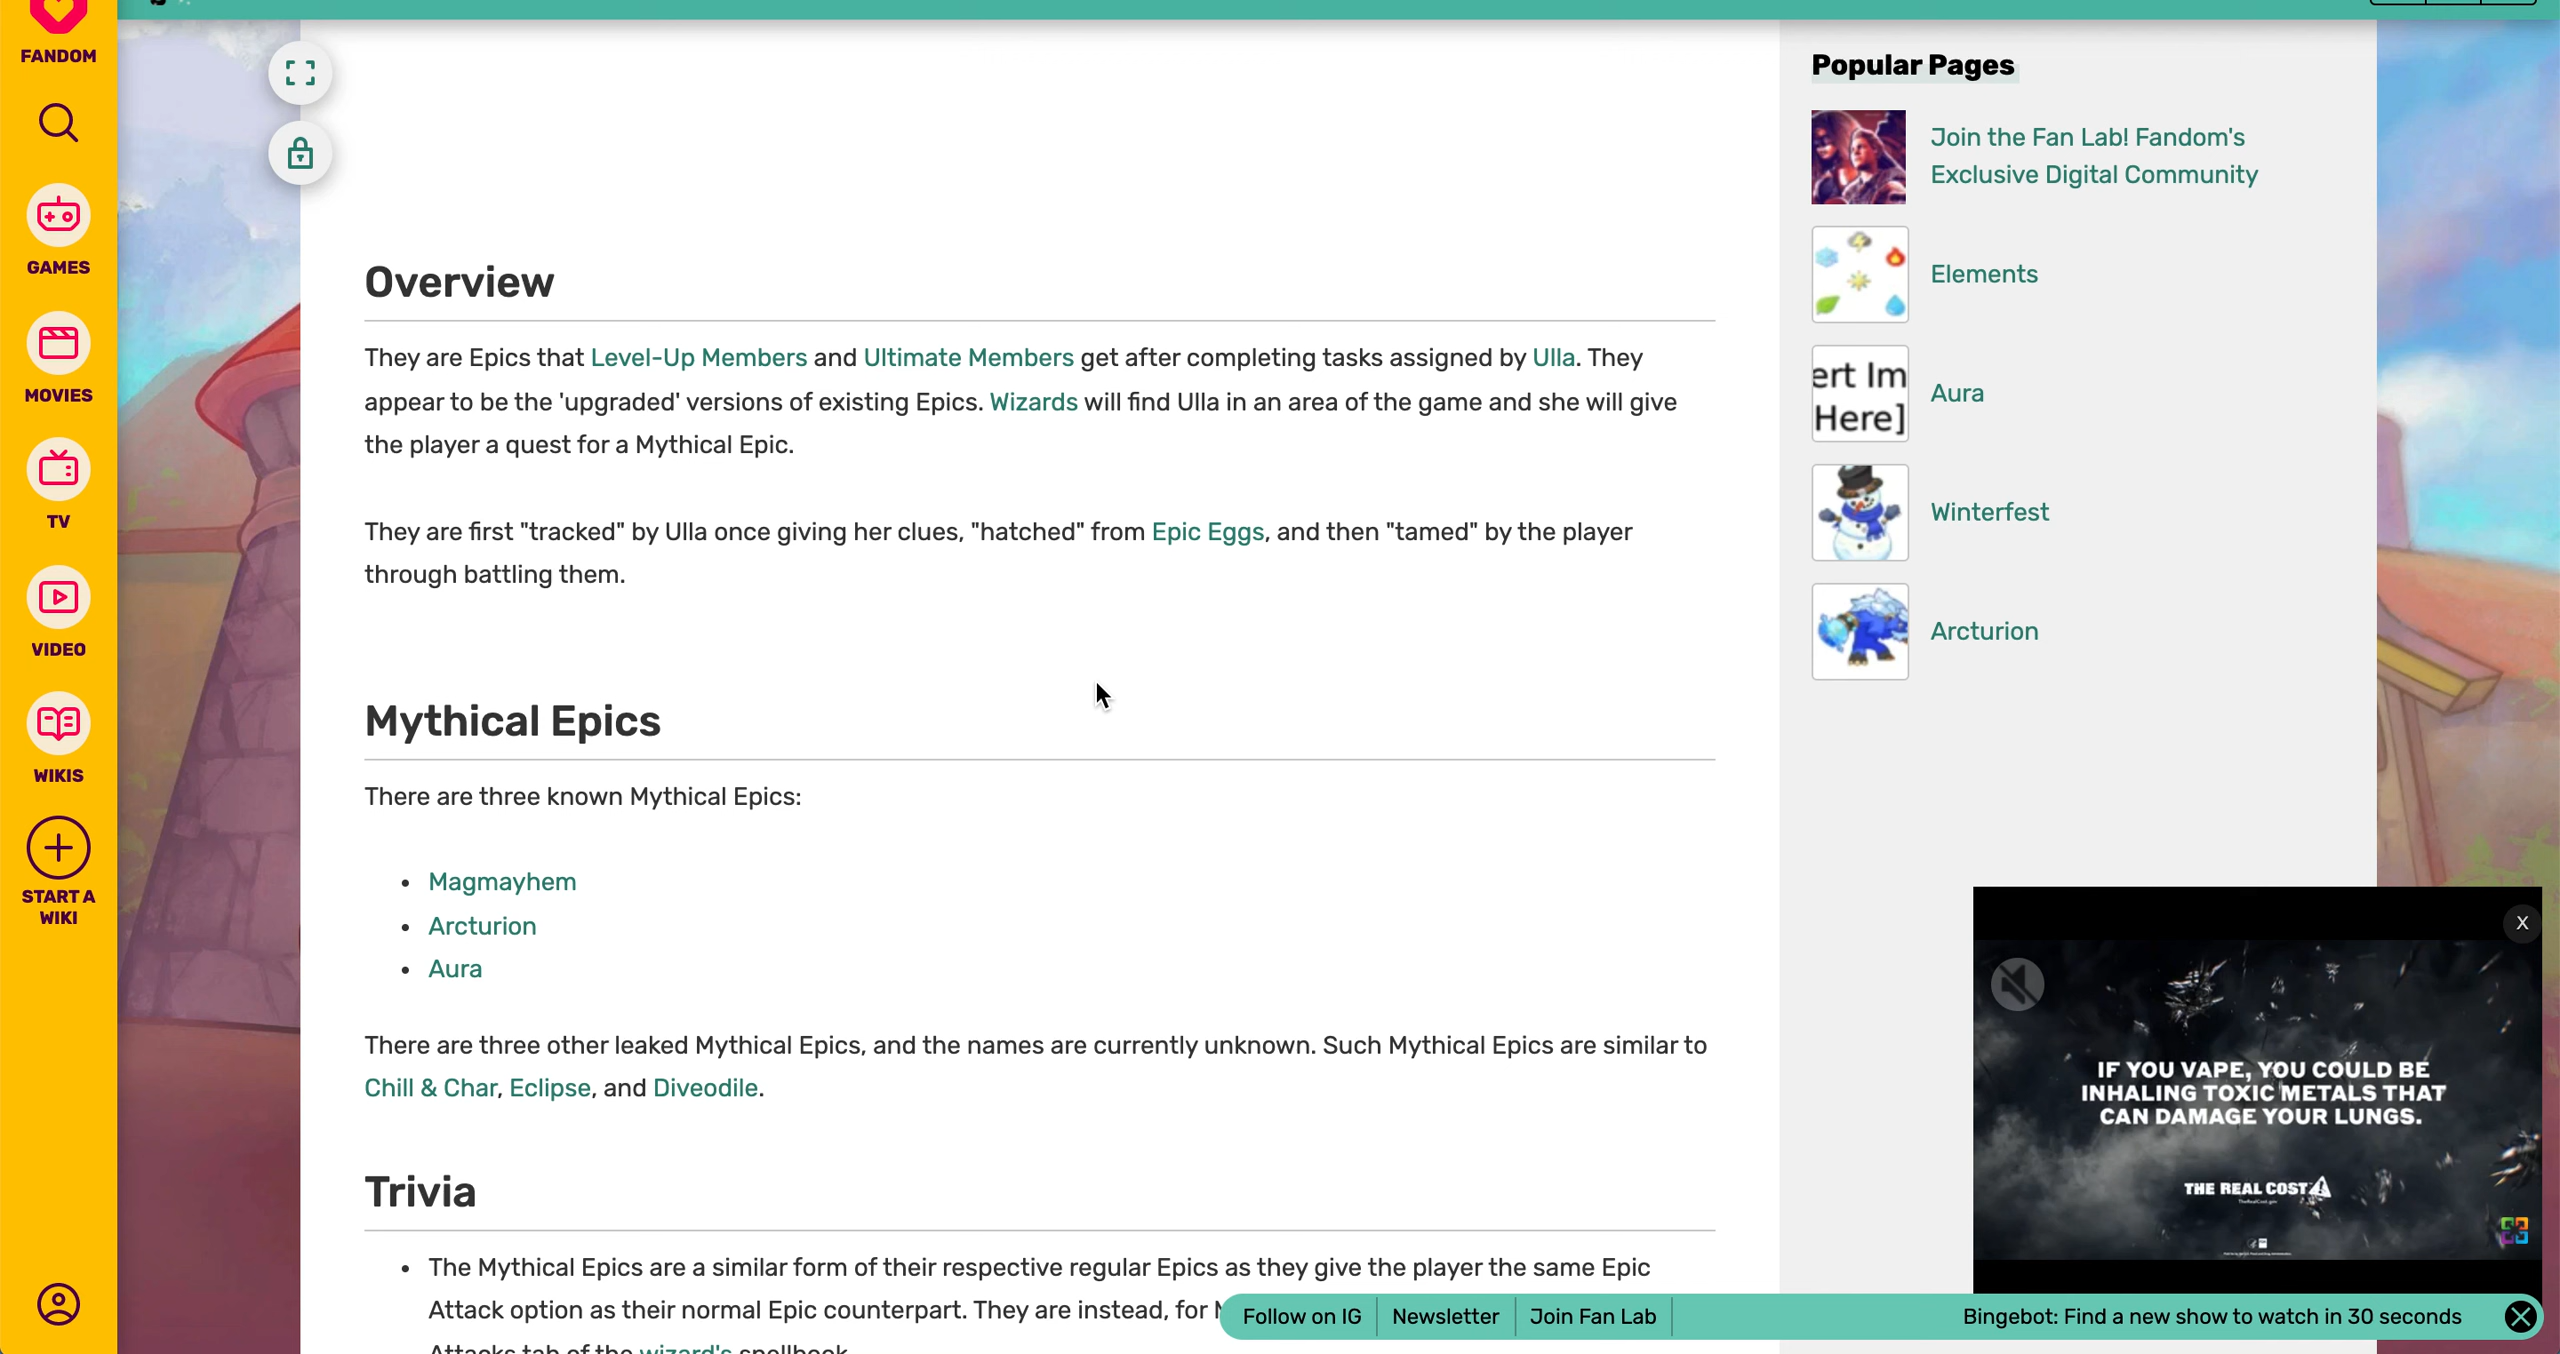 FANDOM
GAMES
MOVIES
TV
VIDEO
WIKIS
START A
WIKI
Overview
They are Epics that Level-Up Members and Ultimate Members get after completing tasks assigned by Ulla. They
appear to be the 'upgraded' versions of existing Epics. Wizards will find Ulla in an area of the game and she will give
the player a quest for a Mythical Epic.
They are first "tracked" by Ulla once giving her clues, "hatched" from Epic Eggs, and then "tamed" by the player
through battling them.
Mythical Epics
There are three known Mythical Epics:
Magmayhem
Arcturion
Aura
There are three other leaked Mythical Epics, and the names are currently unknown. Such Mythical Epics are similar to
Chill & Char, Eclipse, and Diveodile.
Trivia
The Mythical Epics are a similar form of their respective regular Epics as they give the player the same Epic
Attack option as their normal Epic counterpart. They are instead, for
Attacks tab of the wizard's spellbook.
Popular Pages
Join the Fan Lab! Fandom's
Exclusive Digital Community
Elements
ert Im
Here]
Aura
Winterfest
Arcturion
X
IF YOU VAPE, YOU COULD BE
INHALING TOXIC METALS THAT
CAN DAMAGE YOUR LUNGS.
THE REAL COST
Follow on IG
Newsletter
Join Fan Lab
Bingebot: Find a new show to watch in 30 seconds